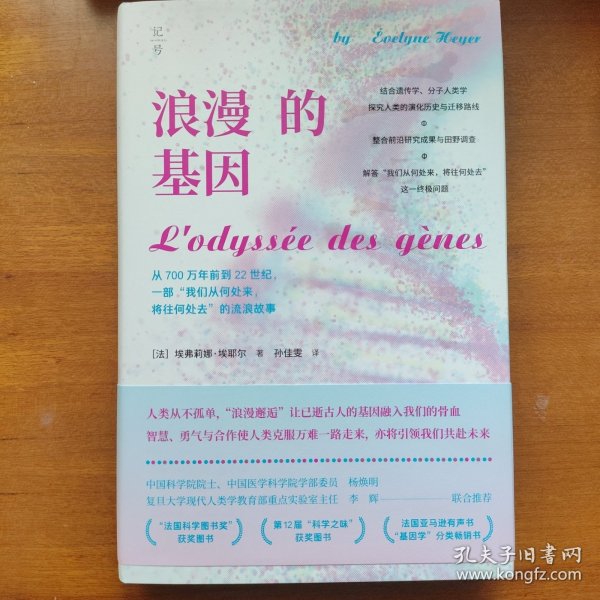 记号
by Évelyne Heyer
结合遗传学、分子人类学
探究人类的演化历史与迁移路线
整合前沿研究成果与田野调查
解答“我们从何处来，将往何处去”
这一终极问题
浪漫 的
基因
L'odyssée des gènes
从 700 万年前到 22 世纪，
一部“我们从何处来，
将往何处去”的流浪故事
［法］埃弗莉娜·埃耶尔 著 孙佳雯 译
人类从不孤单，“浪漫邂逅”让已逝古人的基因融入我们的骨血
智慧、勇气与合作使人类克服万难一路走来，亦将引领我们共赴未来
中国科学院院士、中国医学科学院学部委员 杨焕明
复旦大学现代人类学教育部重点实验室主任 李 辉 联合推荐
“法国科学图书奖”
获奖图书
第12届“科学之味”
获奖图书
法国亚马逊有声书
“基因学”分类畅销书
孔夫子旧书网
www.kongfz.com